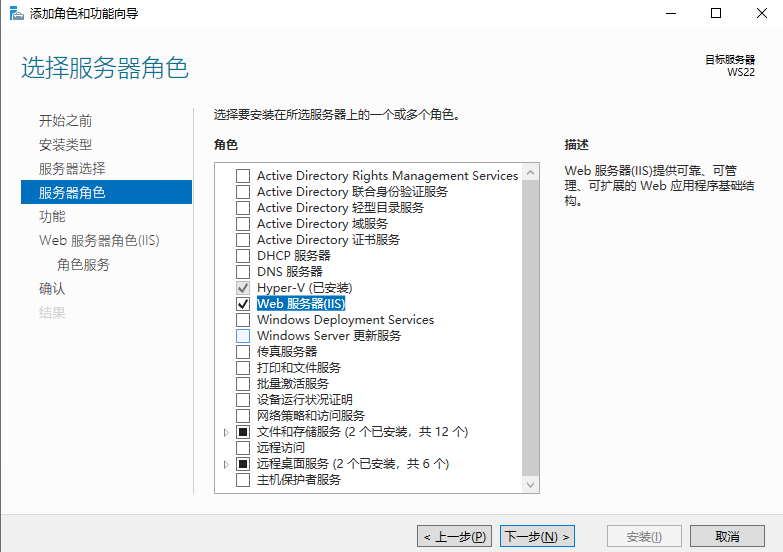 添加角色和功能向导
选择服务器角色
目标服务器
WS22
开始之前
安装类型
服务器选择
服务器角色
功能
Web 服务器角色(IIS)
角色服务
确认
结果
选择要安装在所选服务器上的一个或多个角色。
角色
Active Directory Rights Management Services
Active Directory 联合身份验证服务
Active Directory 轻型目录服务
Active Directory 域服务
Active Directory 证书服务
DHCP 服务器
DNS 服务器
Hyper-V (已安装)
Web 服务器(IIS)
Windows Deployment Services
Windows Server 更新服务
传真服务器
打印和文件服务
批量激活服务
设备运行状况证明
网络策略和访问服务
文件和存储服务 (2 个已安装，共 12 个)
远程访问
远程桌面服务 (2 个已安装，共 6 个)
主机保护者服务
描述
Web 服务器(IIS)提供可靠、可管
理、可扩展的 Web 应用程序基础结
构。
< 上一步(P)
下一步(N) >
安装(I)
取消